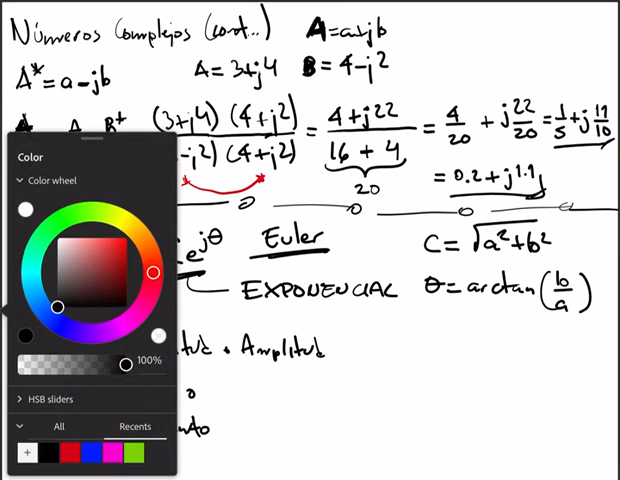 Números Complejos (cont...) A=a+jb
A*=a-jb A=3+j4 B=4-j2
A B* (3+j4) (4+j2) = 4+j22 = 4 + j22 = 1 + j11
-j2) (4+j2) 16 + 4 20 20 5 10
20 = 0.2 + j1.1
e^jθ Euler C = √a²+b²
EXPONENCIAL θ=arctan(b/a)
Amplitud
Color
Color wheel
100%
HSB sliders
All Recents